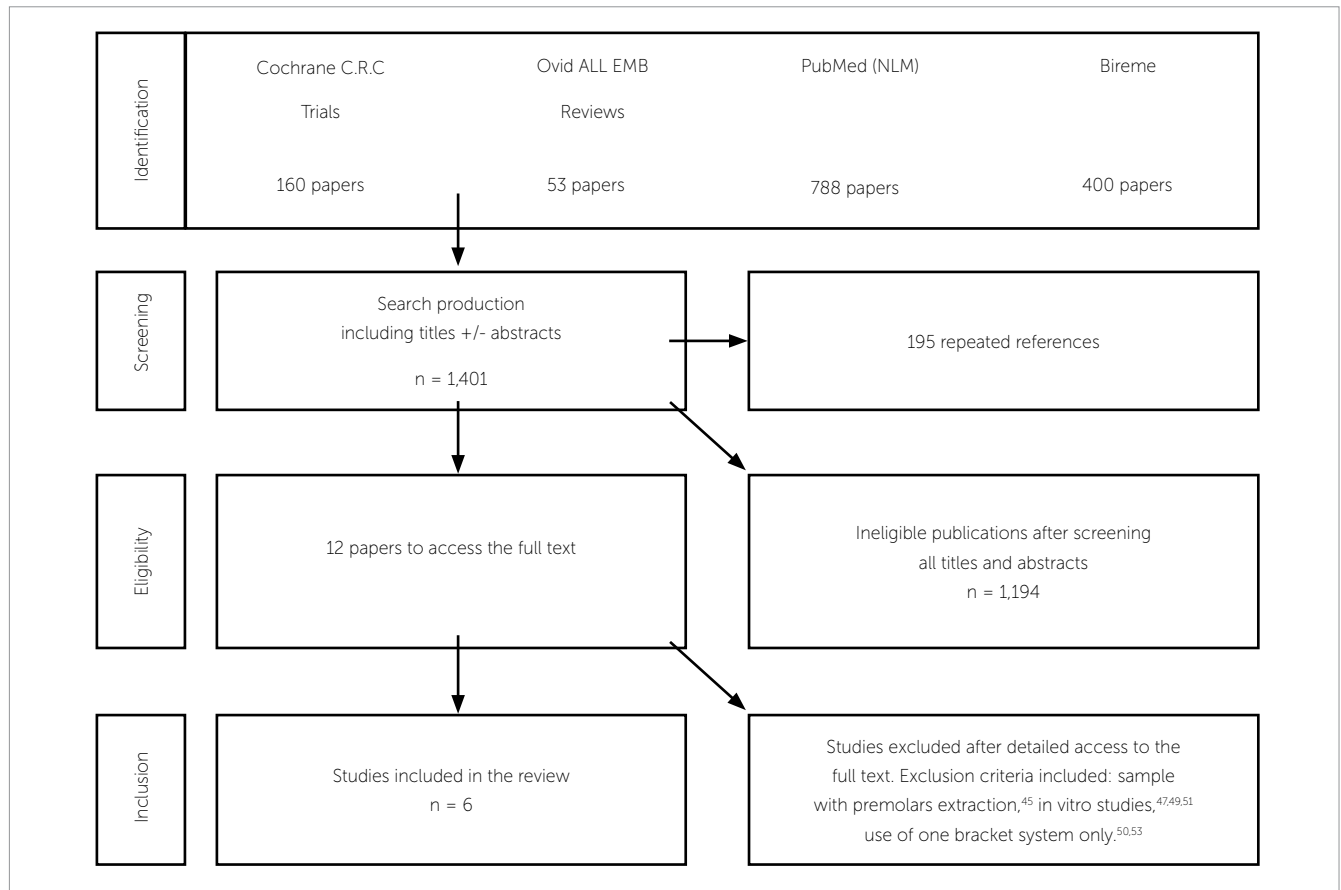 Identification
Cochrane C.R.C
Trials
160 papers
Ovid ALL EMB
Reviews
53 papers
PubMed (NLM)
788 papers
Bireme
400 papers
Screening
Search production
including titles +/- abstracts
n = 1,401
195 repeated references
Eligibility
12 papers to access the full text
Ineligible publications after screening
all titles and abstracts
n = 1,194
Inclusion
Studies included in the review
n = 6
Studies excluded after detailed access to the
full text. Exclusion criteria included: sample
with premolars extraction,45 in vitro studies,47,49,51
use of one bracket system only.50,53